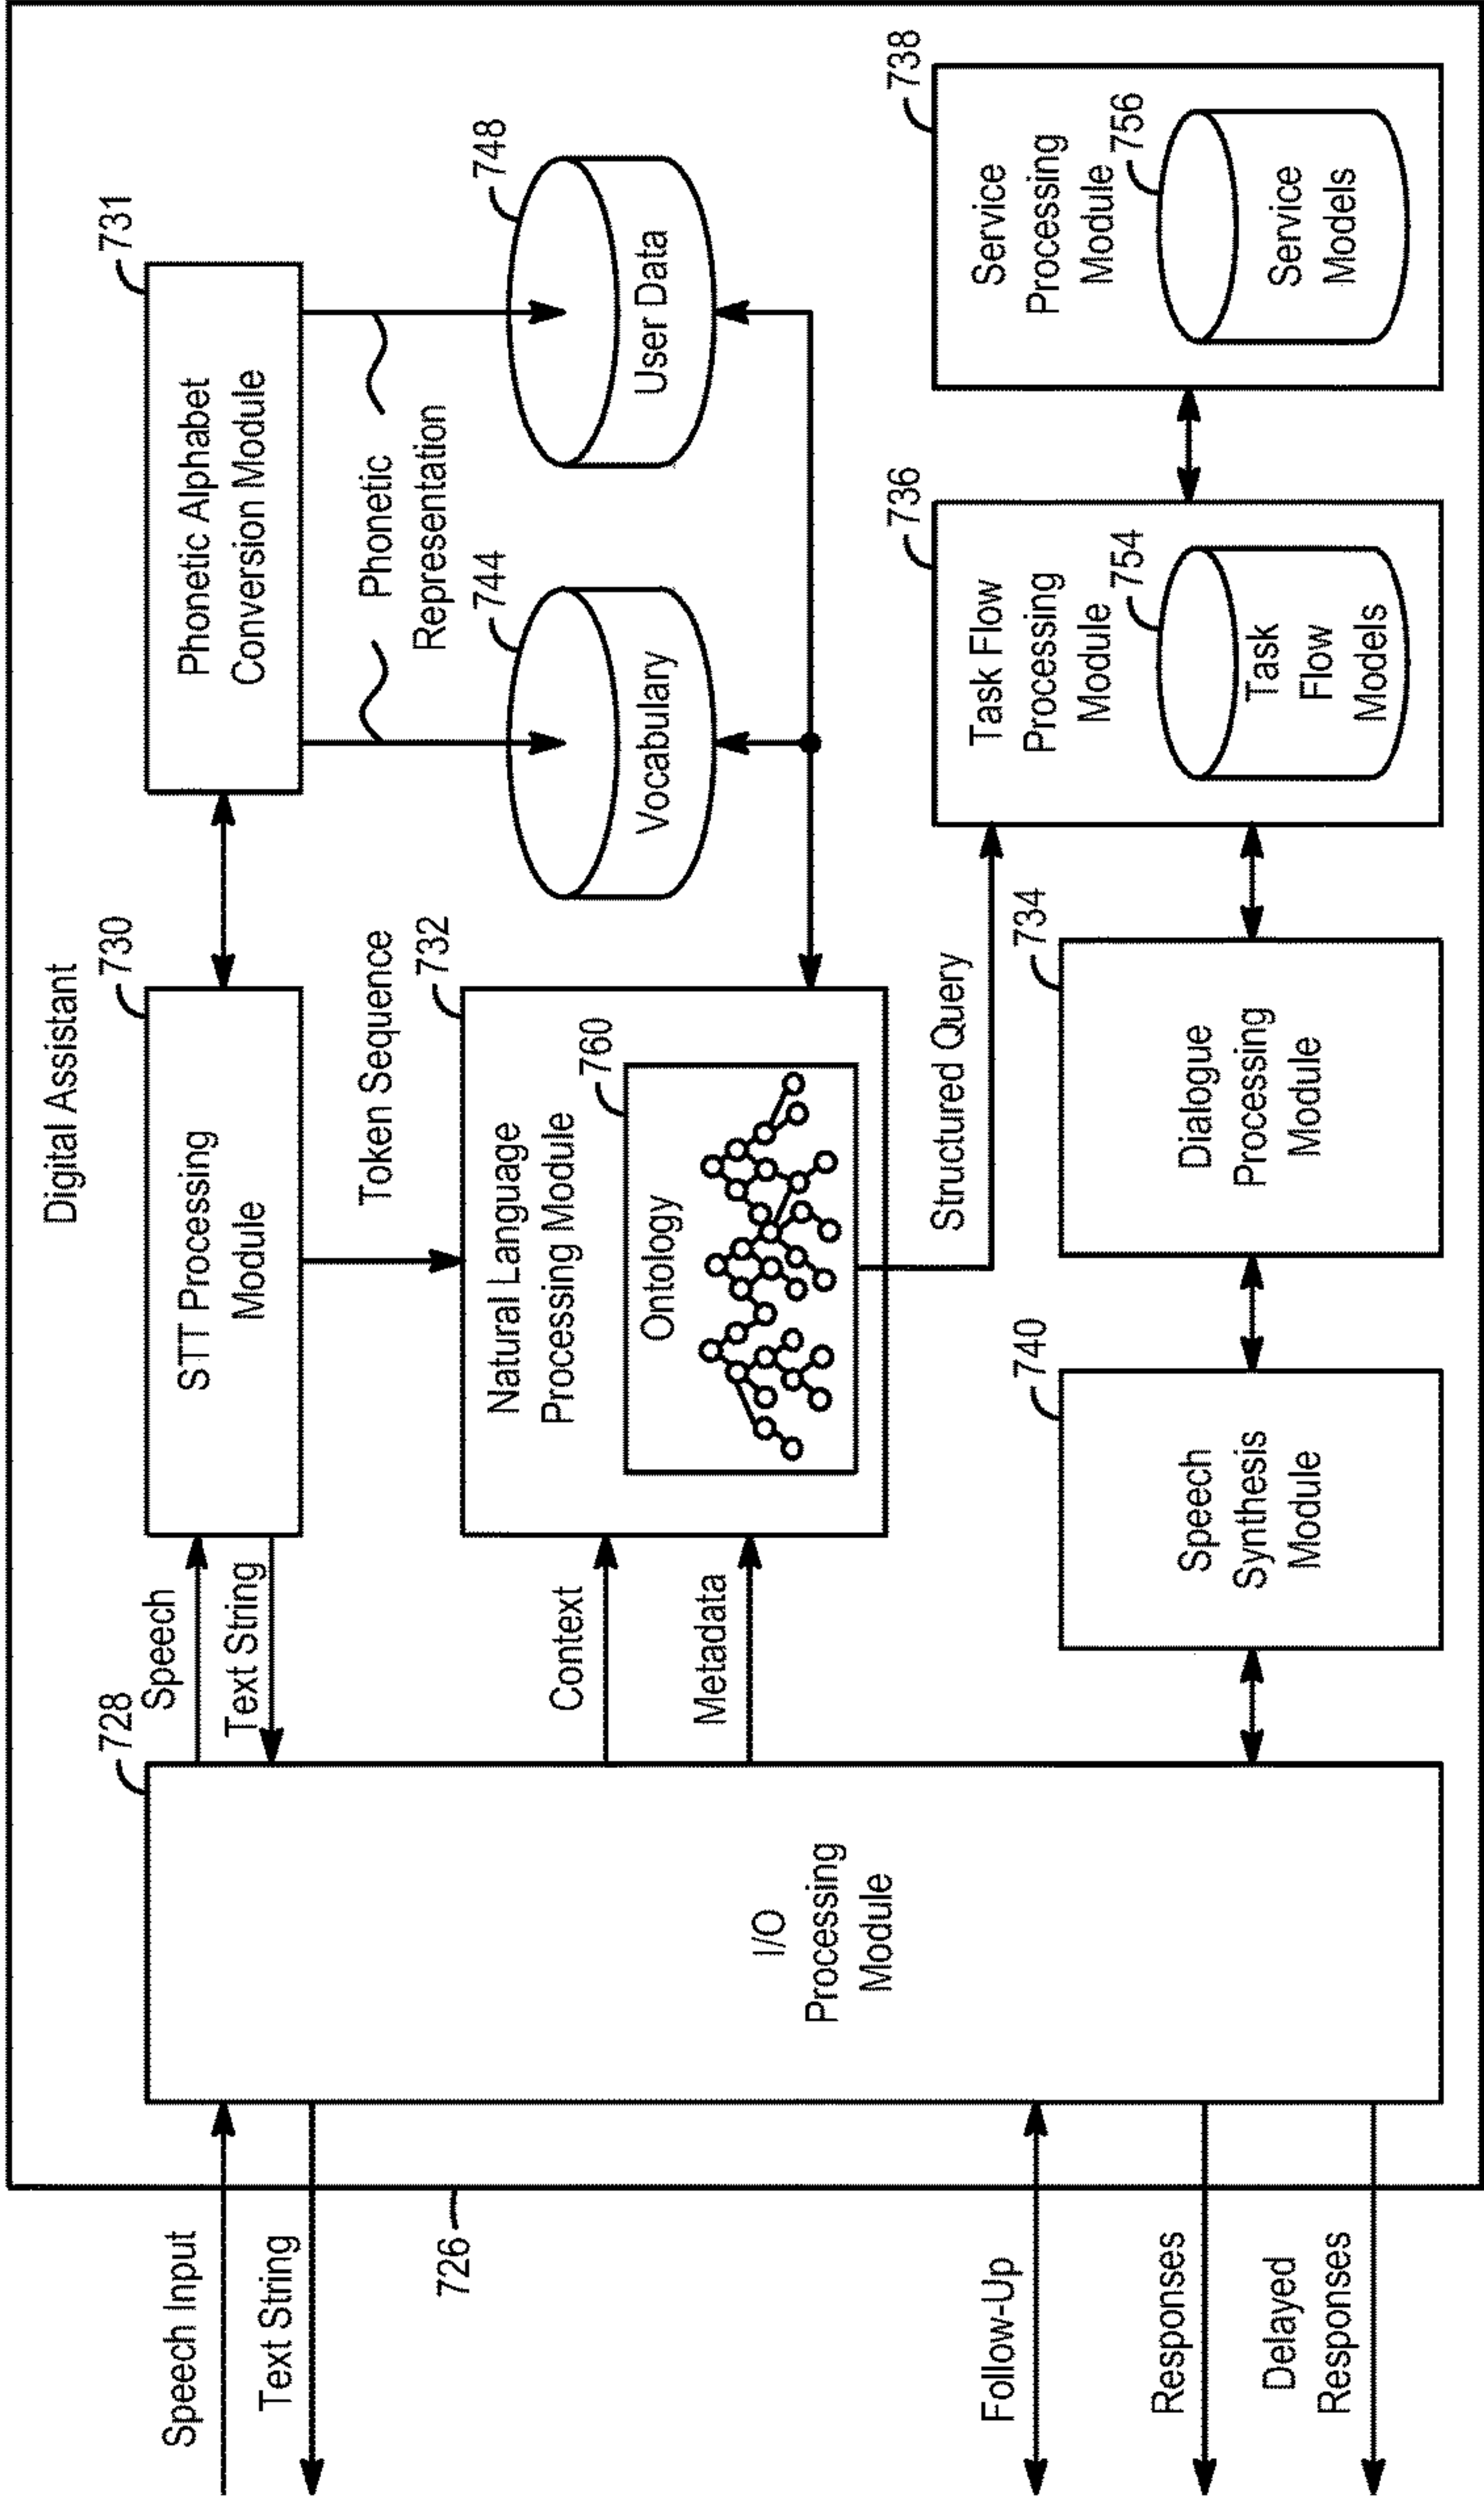 Digital Assistant
Speech Input
Text String
726
Follow-Up
Responses
Delayed
Responses
728
I/O
Processing
Module
Speech
Text String
Context
Metadata
730
STT Processing
Module
Token Sequence
731
Phonetic Alphabet
Conversion Module
Phonetic
Representation
732
Natural Language
Processing Module
760
Ontology
744
Vocabulary
748
User Data
Structured Query
740
Speech
Synthesis
Module
734
Dialogue
Processing
Module
736
Task Flow
Processing
Module
754
Task
Flow
Models
738
Service
Processing
Module
756
Service
Models